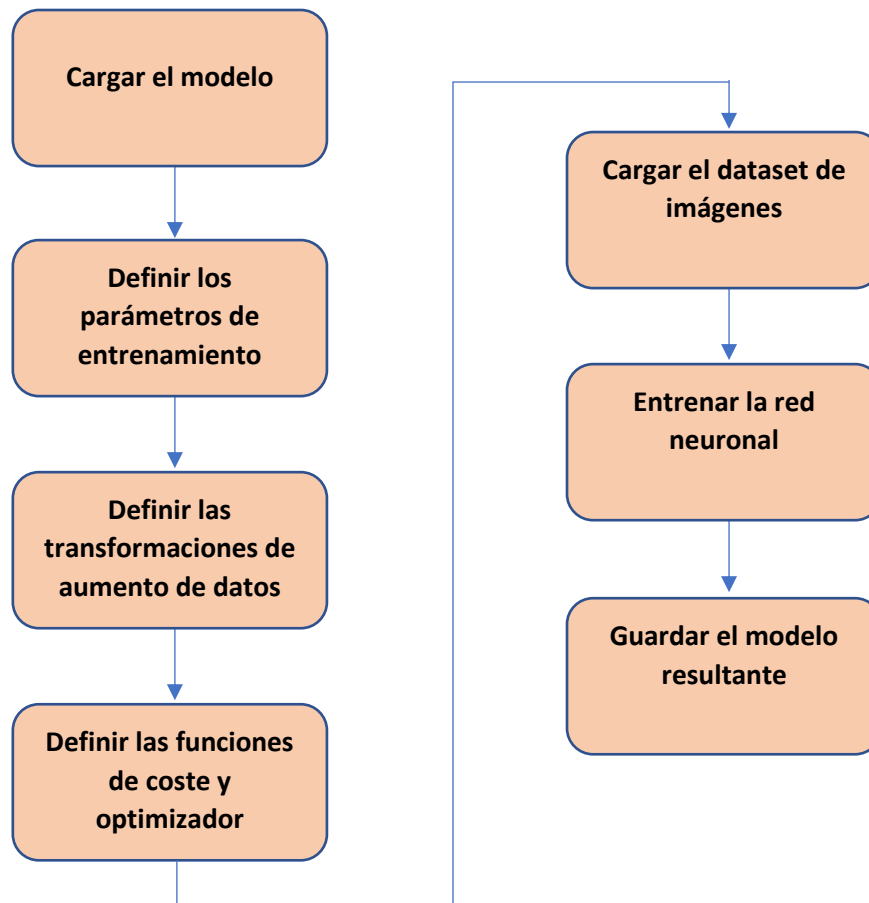 Cargar el modelo
Definir los
parámetros de
entrenamiento
Definir las
transformaciones de
aumento de datos
Definir las funciones
de coste y
optimizador
Cargar el dataset de
imágenes
Entrenar la red
neuronal
Guardar el modelo
resultante